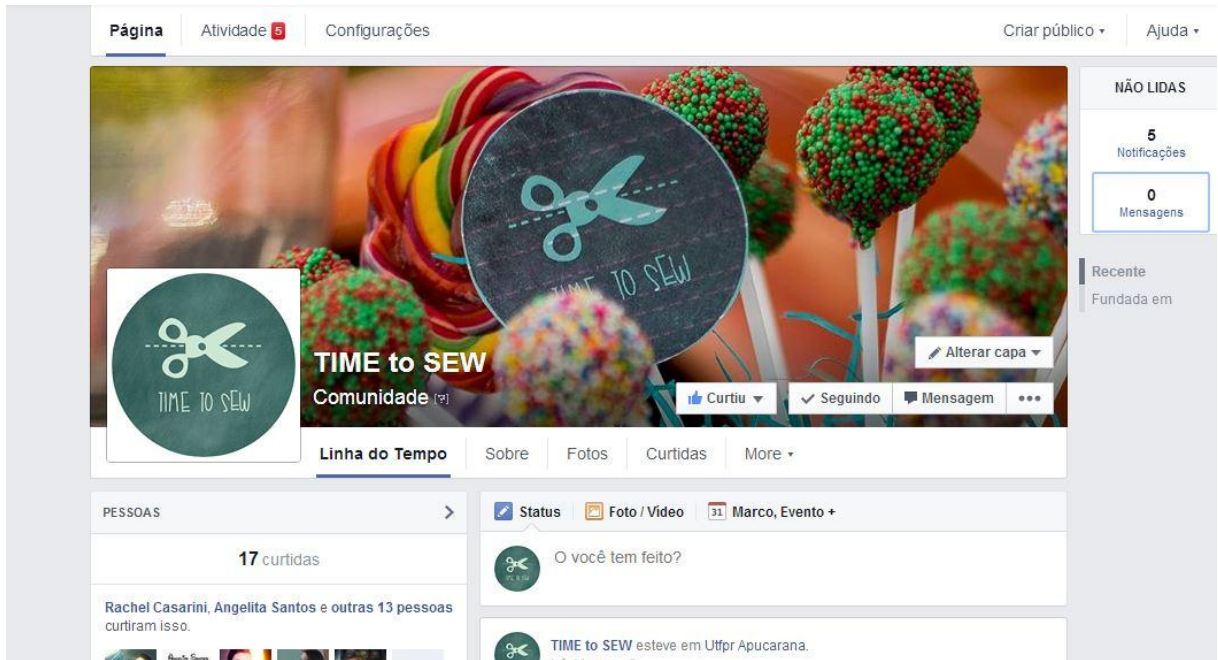 Página
Atividade 5
Configurações
Criar público
Ajuda
NÃO LIDAS
5
Notificações
0
Mensagens
Recente
Fundada em
TIME TO SEW
TIME TO SEW
TIME to SEW
Comunidade [?]
Alterar capa
Curtiu
Seguindo
Mensagem
Linha do Tempo
Sobre
Fotos
Curtidas
More
PESSOAS
17 curtidas
Rachel Casarini, Angelita Santos e outras 13 pessoas
curtiram isso.
Status
Foto / Video
31 Marco, Evento +
O você tem feito?
TIME to SEW esteve em Utfpr Apucarana.